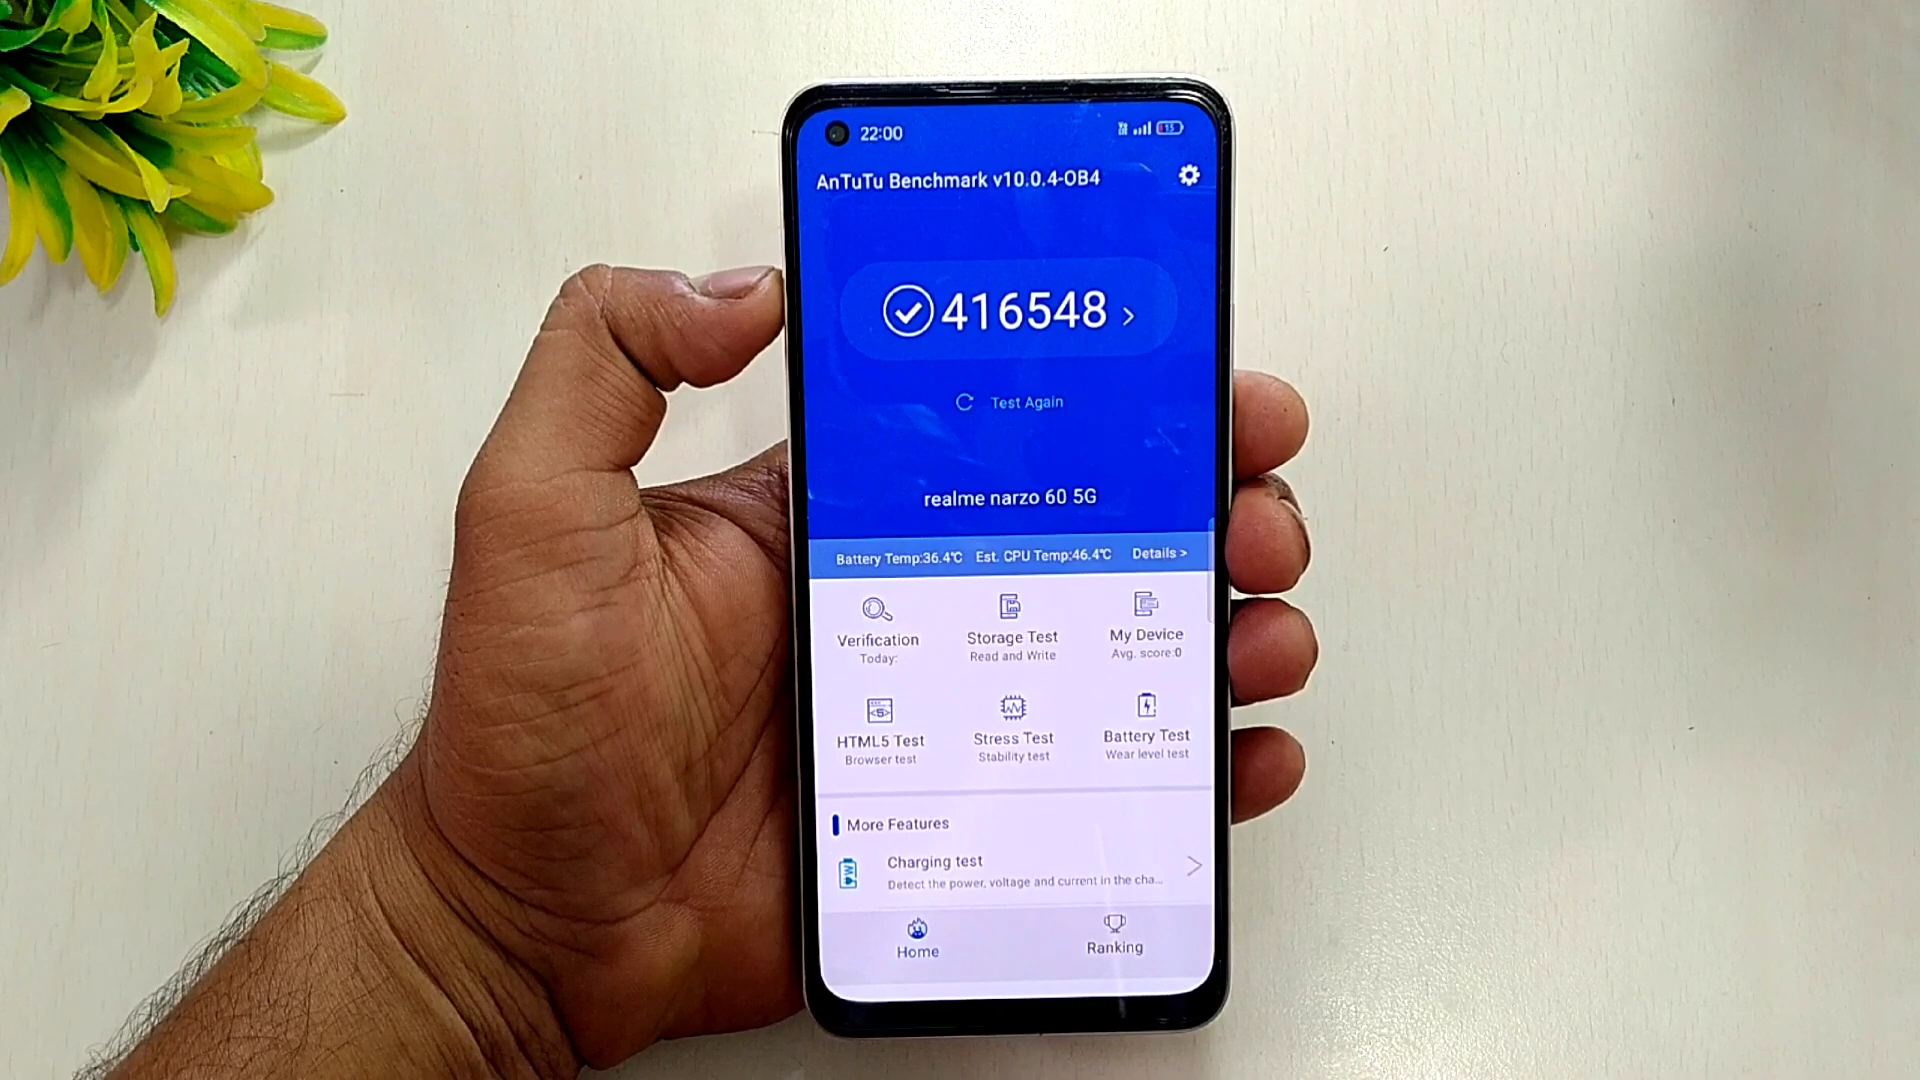 22:00
15
AnTuTu Benchmark v10.0.4-OB4
416548 >
Test Again
realme narzo 60 5G
Battery Temp:36.4℃ Est. CPU Temp:46.4℃ Details >
Verification
Today:
Storage Test
Read and Write
My Device
Avg. score:0
HTML5 Test
Browser test
Stress Test
Stability test
Battery Test
Wear level test
More Features
Charging test
Detect the power, voltage and current in the cha...
Home
Ranking